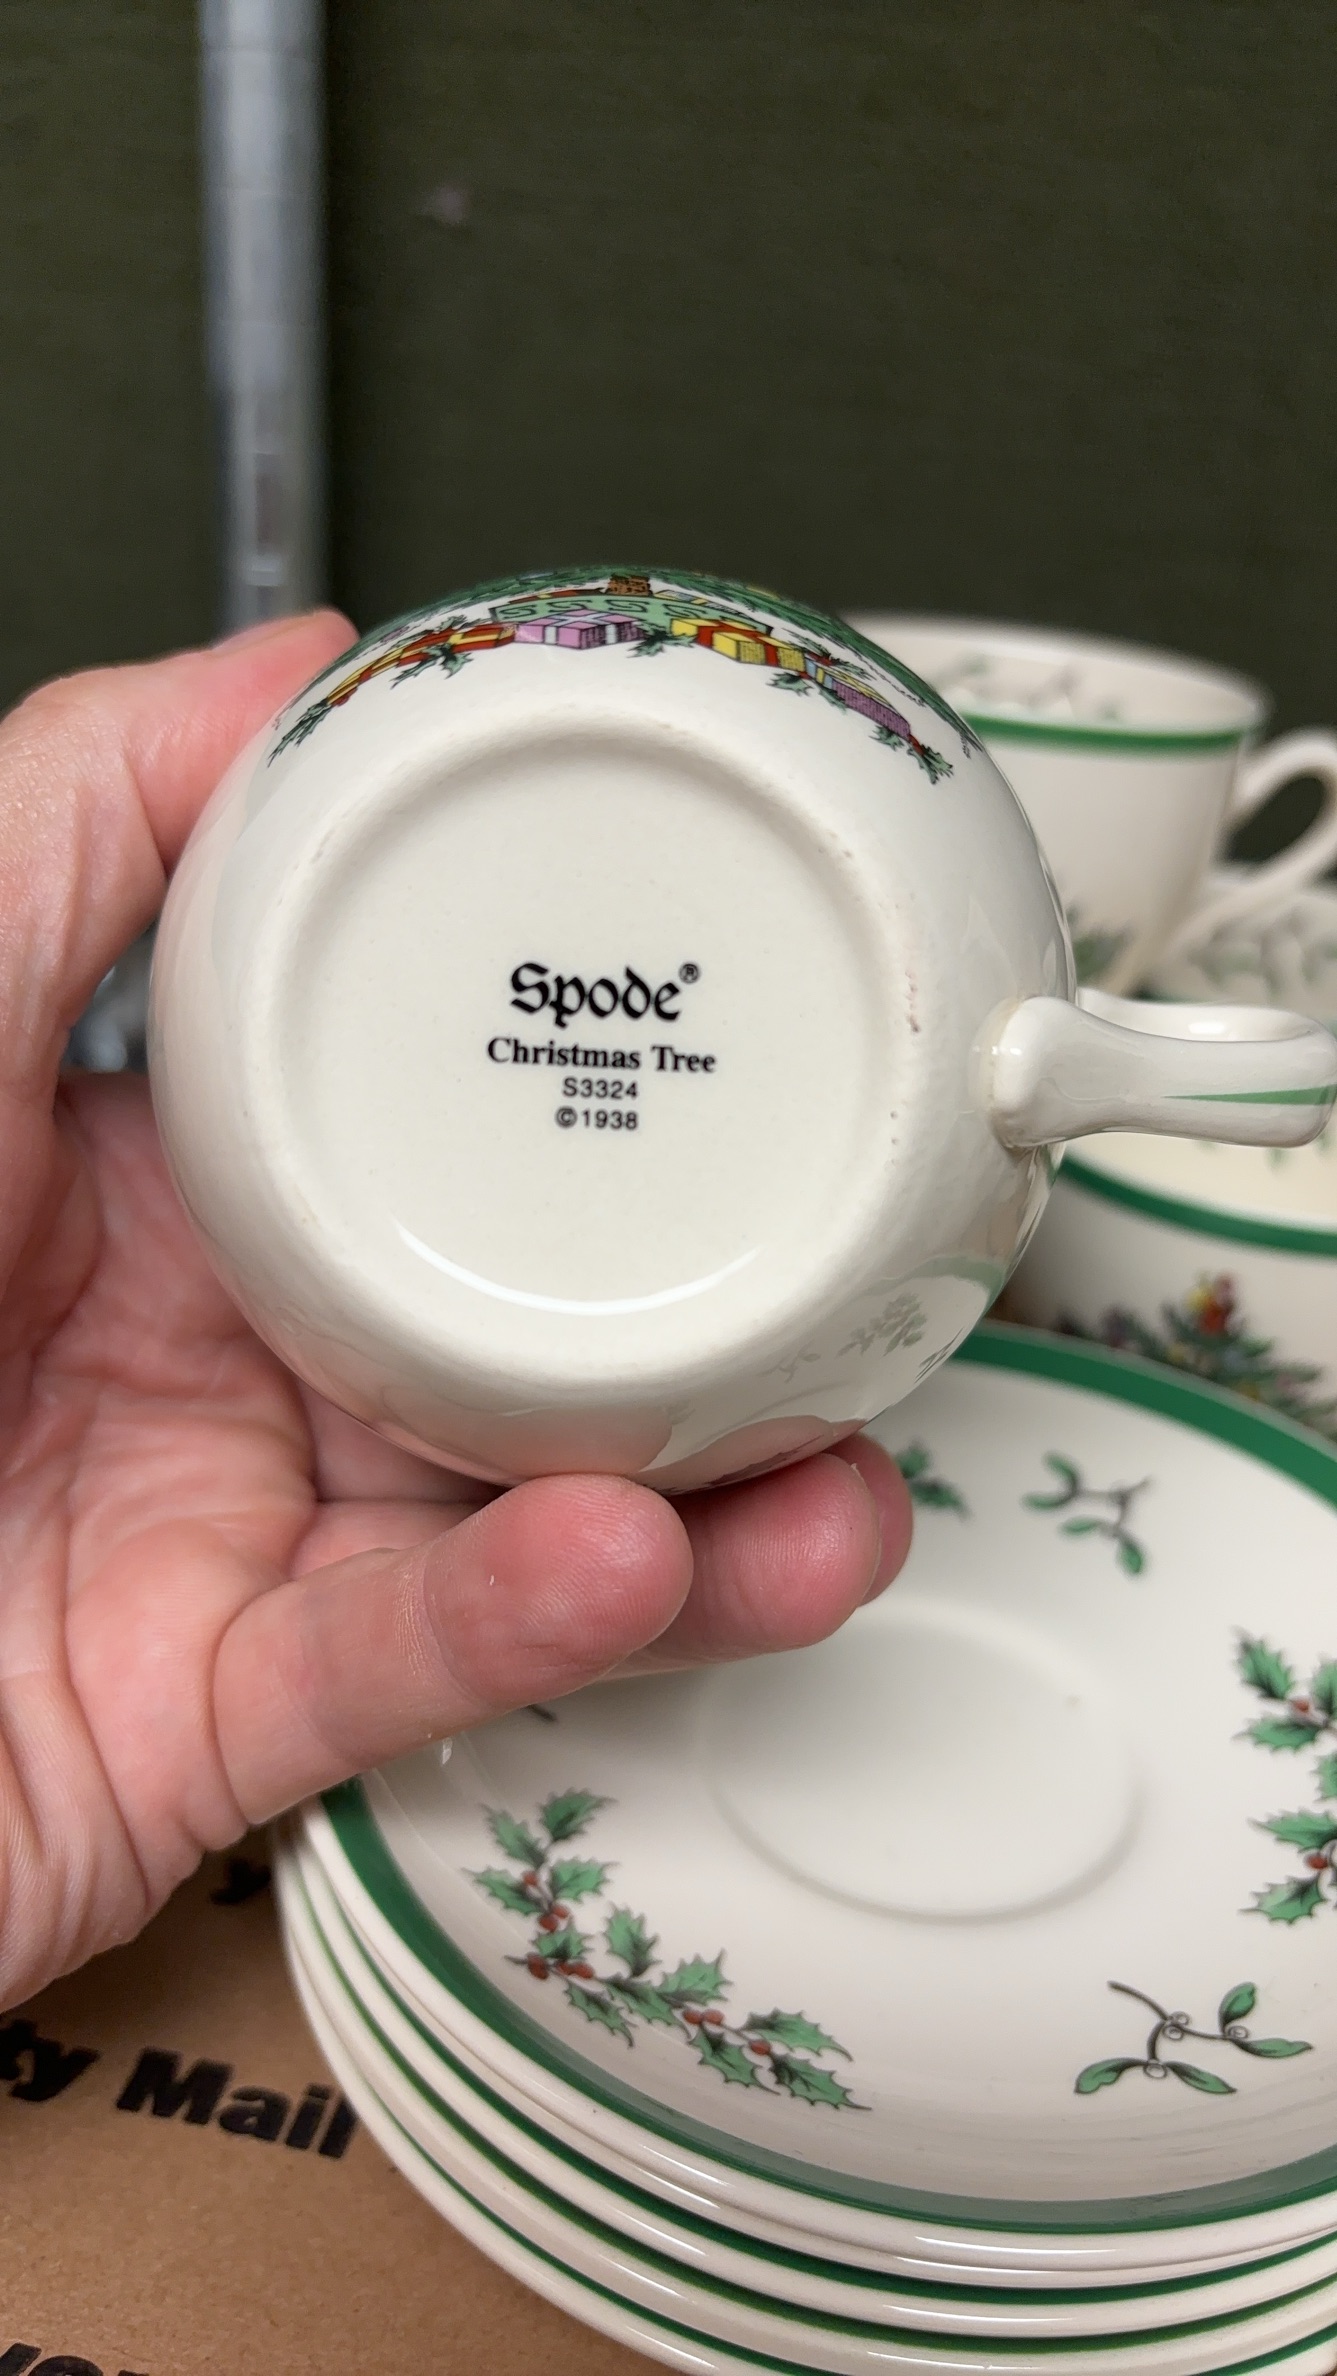 Spode®
Christmas Tree
S3324
©1938
ty Mail